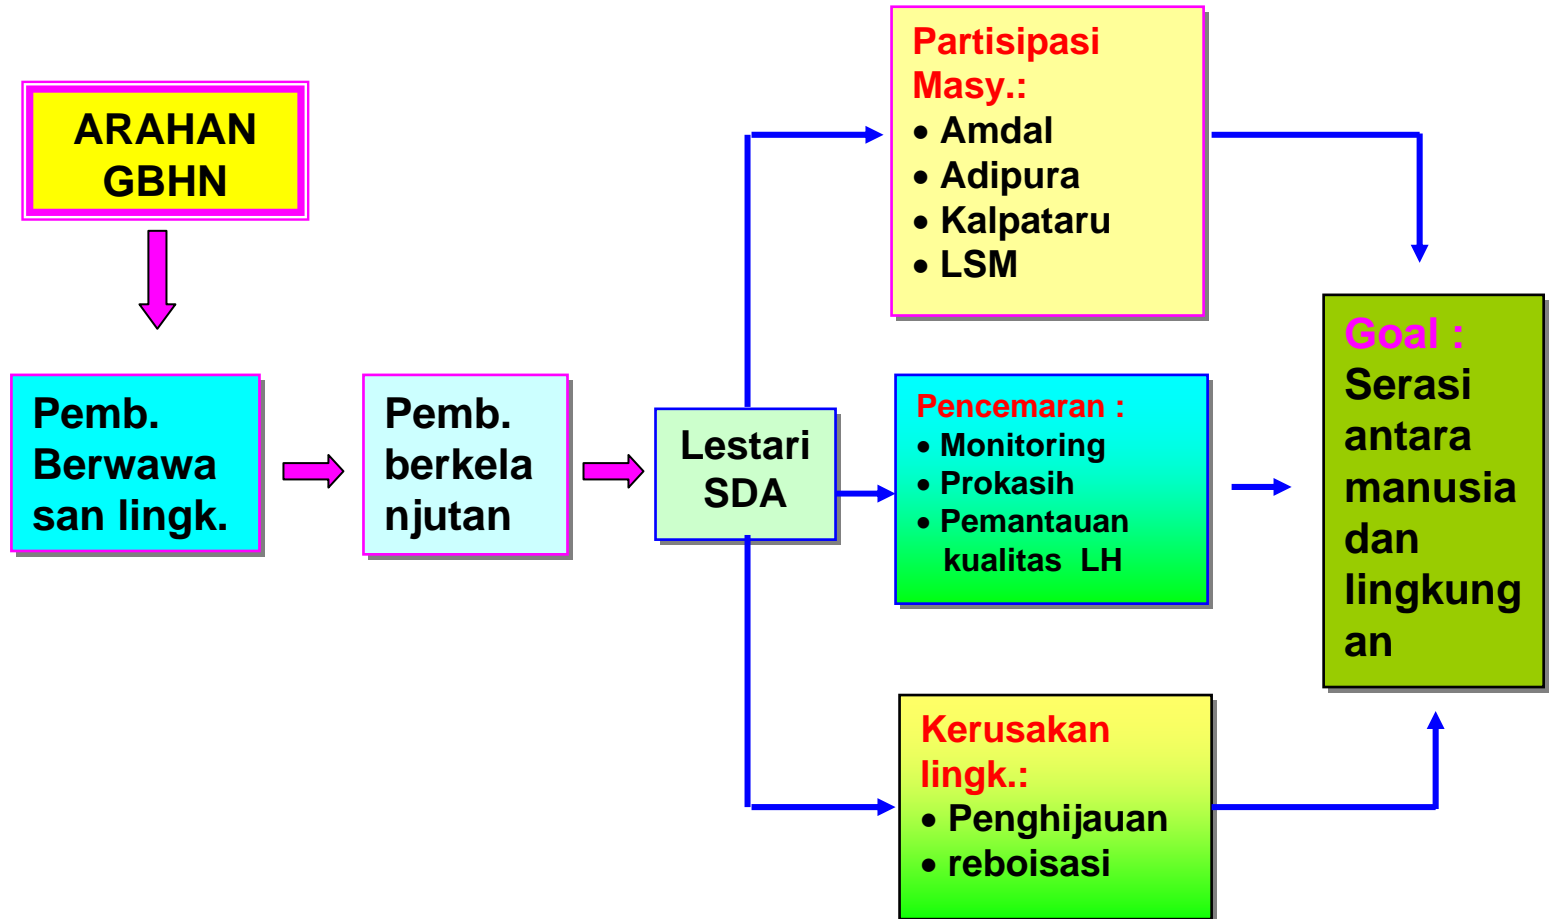 ARAHAN
GBHN
Pemb.
Berwawa
san lingk.
Pemb.
berkela
njutan
Lestari
SDA
Partisipasi
Masy.:
• Amdal
• Adipura
• Kalpataru
• LSM
Pencemaran :
• Monitoring
• Prokasih
• Pemantauan
kualitas LH
Kerusakan
lingk.:
• Penghijauan
• reboisasi
Goal :
Serasi
antara
manusia
dan
lingkung
an